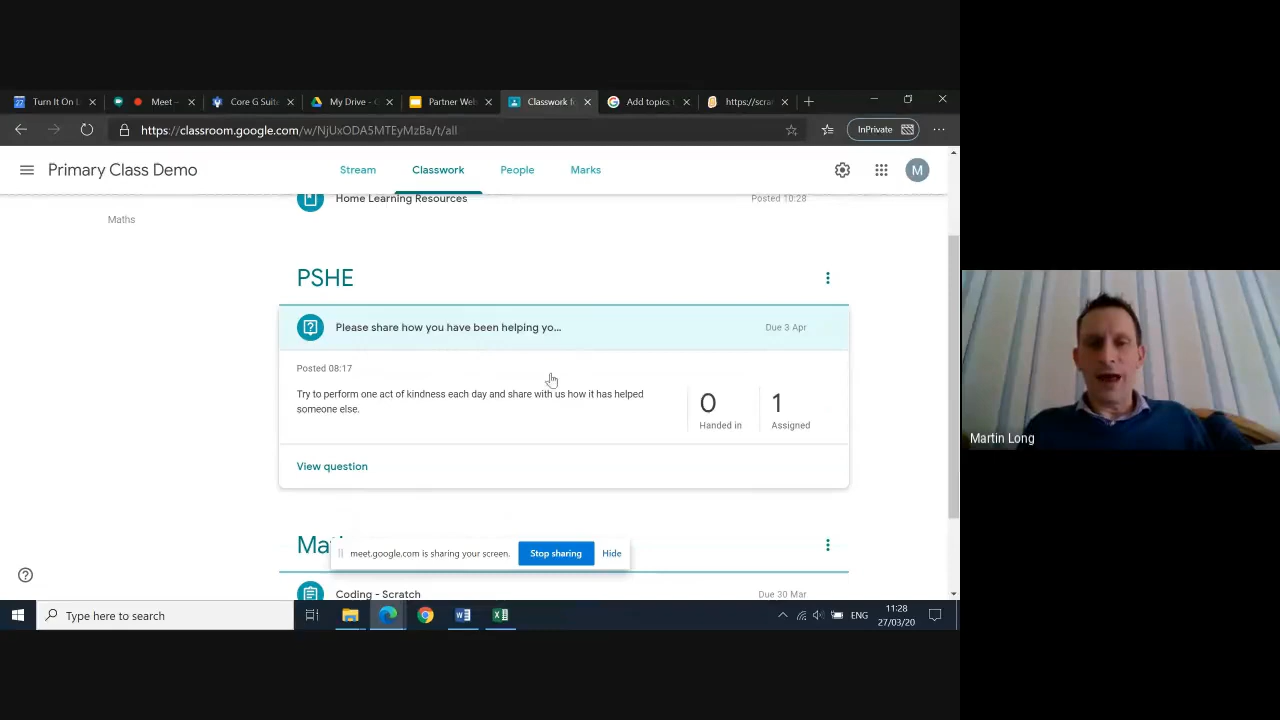 Turn It On L
Meet –
Core G Suite
My Drive - G
Partner Web
Classwork fo
Add topics t
https://scra
https://classroom.google.com/w/NjUxODA5MTEyMzBa/t/all
InPrivate
Primary Class Demo
Stream
Classwork
People
Marks
M
Home Learning Resources
Posted 10:28
Maths
PSHE
Please share how you have been helping yo...
Due 3 Apr
Posted 08:17
Try to perform one act of kindness each day and share with us how it has helped
someone else.
0
Handed in
1
Assigned
View question
Mat
meet.google.com is sharing your screen.
Stop sharing
Hide
Coding - Scratch
Due 30 Mar
Type here to search
ENG
11:28
27/03/20
Martin Long